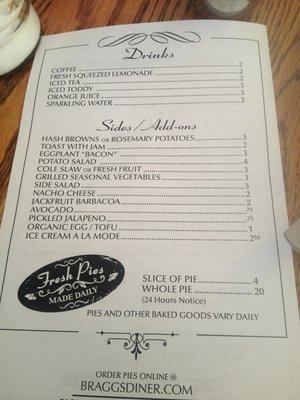 Drinks
COFFEE 2
FRESH SQUEEZED LEMONADE 2
ICED TEA 2
ICED TODDY 3
ORANGE JUICE 3
SPARKLING WATER 2
Sides/Add-ons
HASH BROWNS OR ROSEMARY POTATOES 3
TOAST WITH JAM 2
EGGPLANT "BACON" 3
POTATO SALAD 4
COLE SLAW OR FRESH FRUIT 3
GRILLED SEASONAL VEGETABLES 3
SIDE SALAD 3
NACHO CHEESE 2
JACKFRUIT BARBACOA 2
AVOCADO .75
PICKLED JALAPENO .25
ORGANIC EGG / TOFU 1
ICE CREAM A LA MODE 2.50
Fresh Pies
MADE DAILY
SLICE OF PIE 4
WHOLE PIE 20
(24 Hours Notice)
PIES AND OTHER BAKED GOODS VARY DAILY
ORDER PIES ONLINE @
BRAGGSDINER.COM